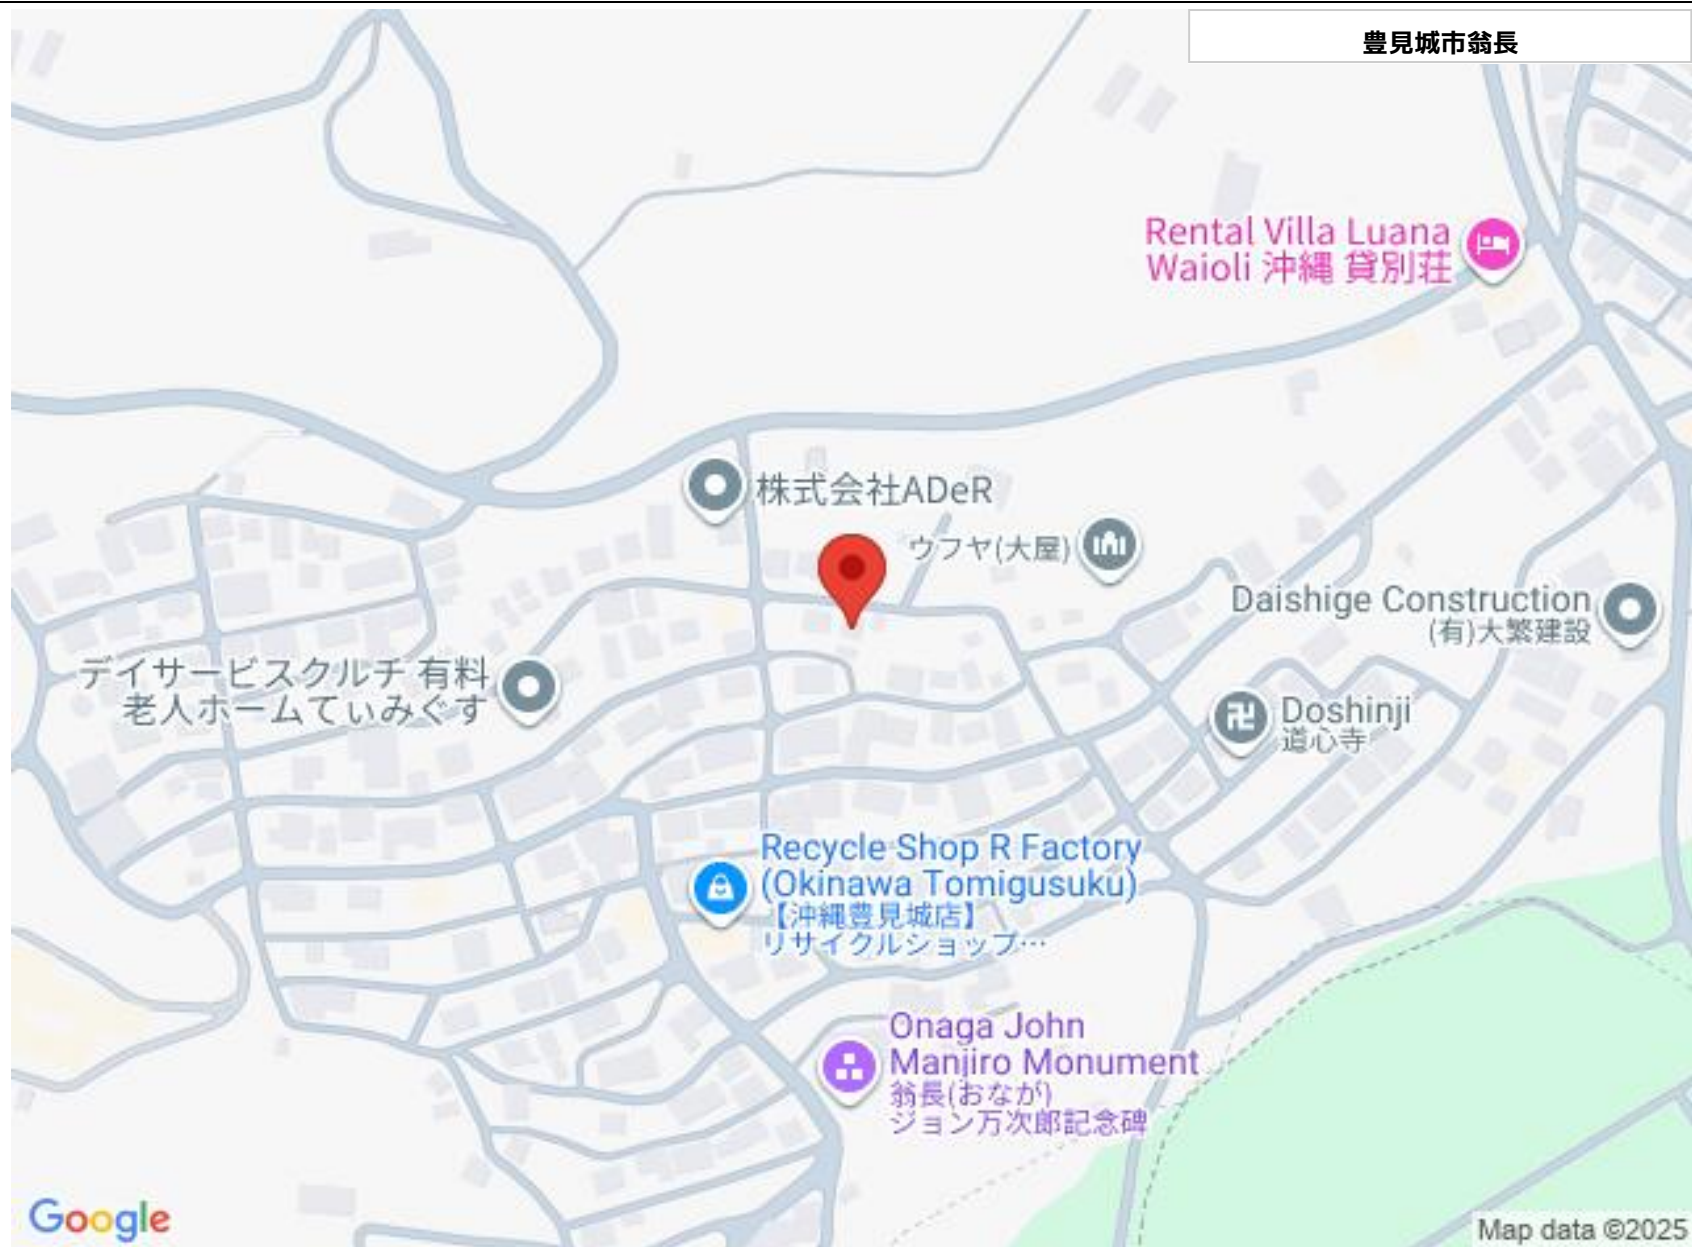 豊見城市翁長
Rental Villa Luana
Waioli 沖縄 貸別荘
株式会社ADeR
ウフヤ(大屋)
Daishige Construction
(有)大繁建設
デイサービスクルチ 有料
老人ホームてぃみぐす
Doshinji
道心寺
Recycle Shop R Factory
(Okinawa Tomigusuku)
【沖縄豊見城店】
リサイクルショップ…
Onaga John
Manjiro Monument
翁長(おなが)
ジョン万次郎記念碑
Google
Map data ©2025